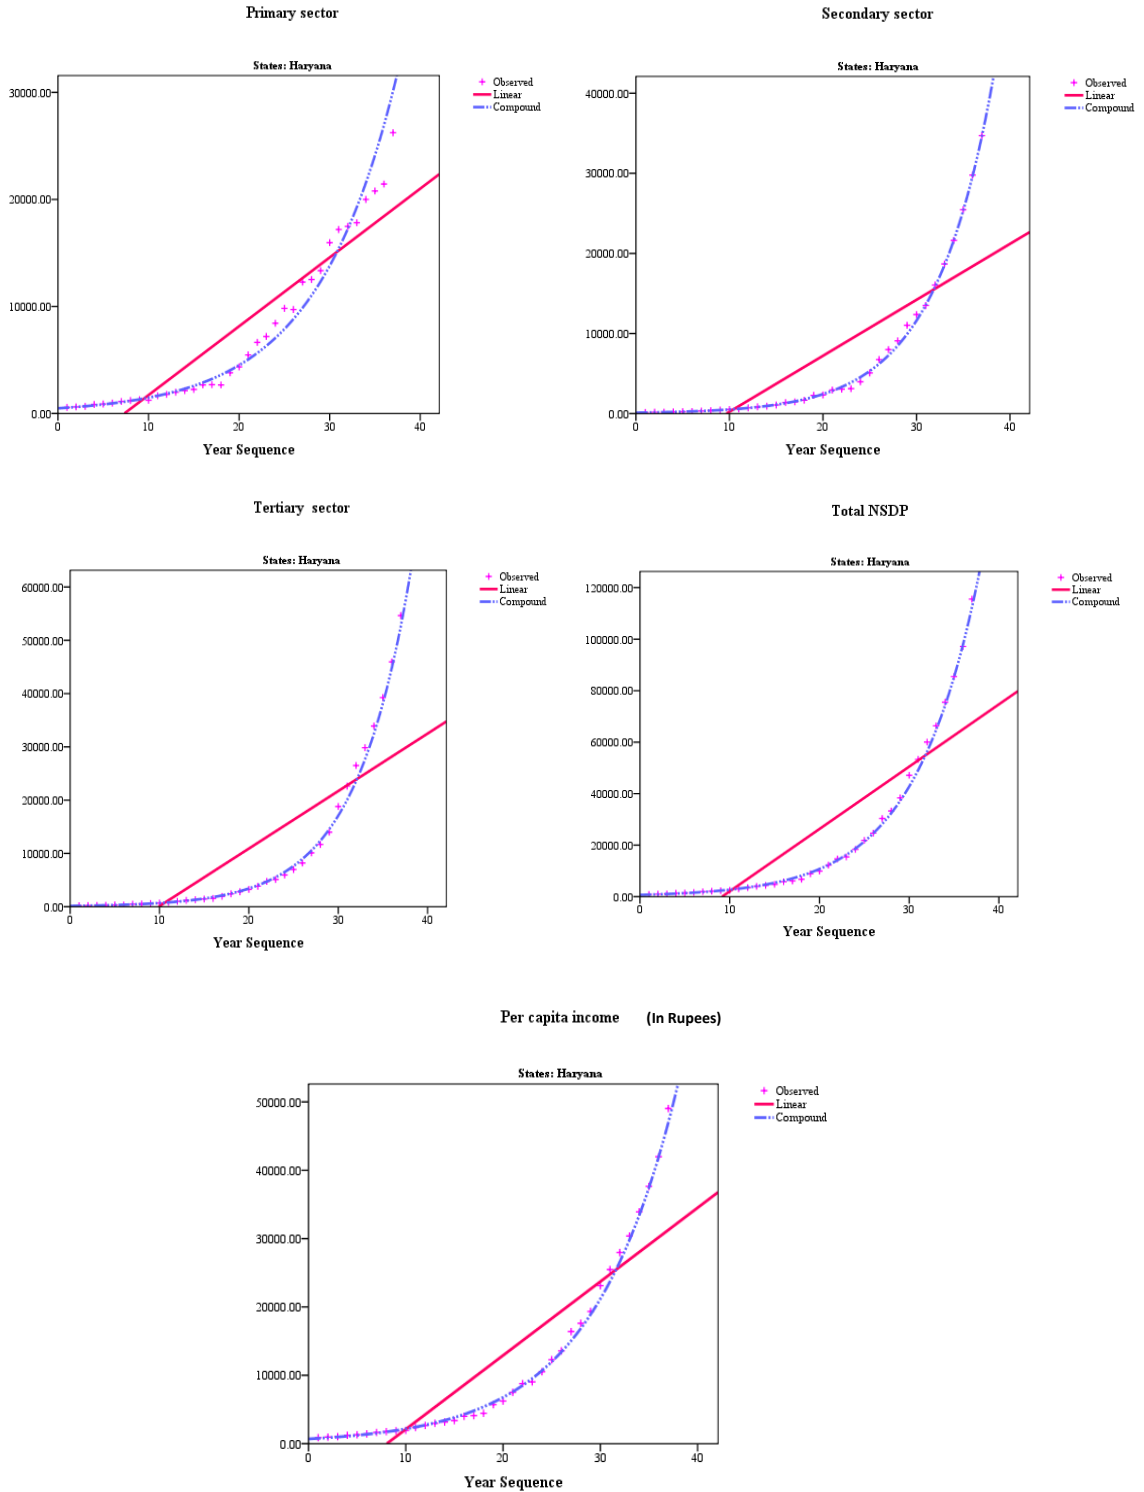 Primary sector
States: Haryana
Observed
Linear
Compound
30000.00
20000.00
10000.00
0.00
0 10 20 30 40
Year Sequence
Secondary sector
States: Haryana
Observed
Linear
Compound
40000.00
30000.00
20000.00
10000.00
0.00
0 10 20 30 40
Year Sequence
Tertiary sector
States: Haryana
Observed
Linear
Compound
60000.00
50000.00
40000.00
30000.00
20000.00
10000.00
0.00
0 10 20 30 40
Year Sequence
Total NSDP
States: Haryana
Observed
Linear
Compound
120000.00
100000.00
80000.00
60000.00
40000.00
20000.00
0.00
0 10 20 30 40
Year Sequence
Per capita income (In Rupees)
States: Haryana
Observed
Linear
Compound
50000.00
40000.00
30000.00
20000.00
10000.00
0.00
0 10 20 30 40
Year Sequence